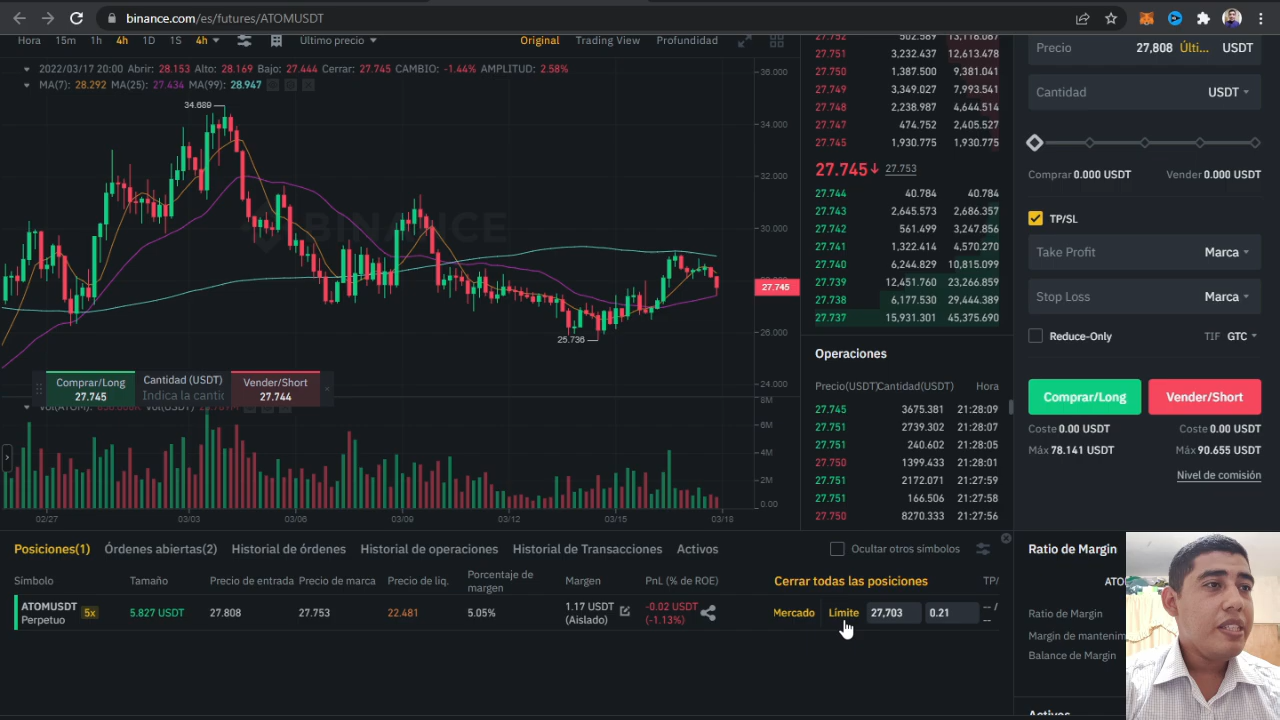 binance.com/es/futures/ATOMUSDT
Hora 15m 1h 4h 1D 1S 4h Último precio Original Trading View Profundidad
2022/03/17 20:00 Abrir: 28.153 Alto: 28.169 Bajo: 27.444 Cerrar: 27.745 CAMBIO: -1.44% AMPLITUD: 2.58%
MA(7): 28.292 MA(25): 27.434 MA(99): 28.947
34.689
BINANCE
25.736
36.000
34.000
32.000
30.000
27.745
26.000
24.000
8M
6M
4M
2M
0.00
Comprar/Long
27.745
Cantidad (USDT)
Indica la cantic
Vender/Short
27.744
02/27 03/03 03/06 03/09 03/12 03/15 03/18
27.752 502.589 13,116.087
27.751 3,232.437 12,613.478
27.750 1,387.500 9,381.041
27.749 3,349.027 7,993.541
27.748 2,238.987 4,644.514
27.747 474.752 2,405.527
27.745 1,930.775 1,930.775
27.745 27.753
27.744 40.784 40.784
27.743 2,645.573 2,686.357
27.742 561.499 3,247.856
27.741 1,322.414 4,570.270
27.740 6,244.829 10,815.099
27.739 12,451.760 23,266.859
27.738 6,177.530 29,444.389
27.737 15,931.301 45,375.690
Operaciones
Precio(USDT) Cantidad(USDT) Hora
27.745 3675.381 21:28:09
27.751 2739.302 21:28:07
27.751 240.602 21:28:05
27.750 1399.433 21:28:01
27.751 2172.071 21:27:59
27.751 166.506 21:27:58
27.750 8270.333 21:27:56
Precio 27,808 Últi... USDT
Cantidad USDT
Comprar 0.000 USDT Vender 0.000 USDT
TP/SL
Take Profit Marca
Stop Loss Marca
Reduce-Only TIF GTC
Comprar/Long Vender/Short
Coste 0.00 USDT Coste 0.00 USDT
Máx 78.141 USDT Máx 90.655 USDT
Nivel de comisión
Posiciones(1) Órdenes abiertas(2) Historial de órdenes Historial de operaciones Historial de Transacciones Activos Ocultar otros símbolos
Símbolo Tamaño Precio de entrada Precio de marca Precio de liq. Porcentaje de margen Margen PnL (% de ROE) Cerrar todas las posiciones TP/
ATOMUSDT 5x 5.827 USDT 27.808 27.753 22.481 5.05% 1.17 USDT -0.02 USDT Mercado Límite 27,703 0.21 -- /
Perpetuo (Aislado) (-1.13%) --
Ratio de Margin
ATO
Ratio de Margin
Margin de mantenim
Balance de Margin
Activos